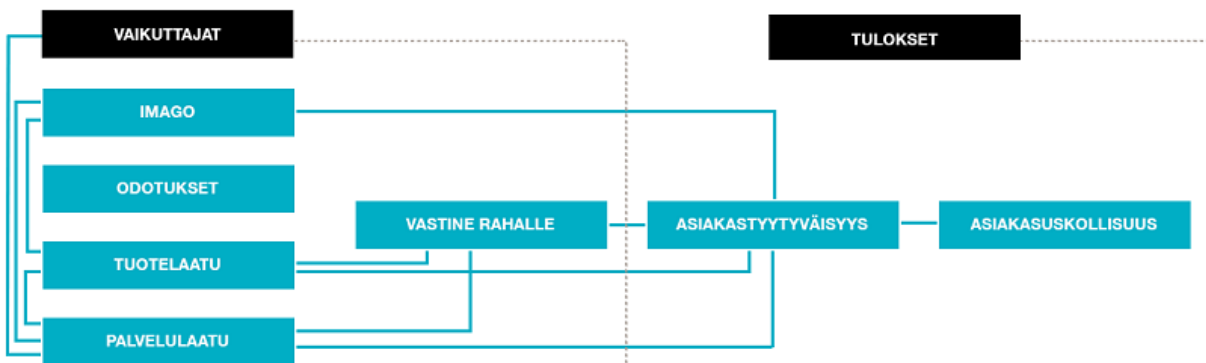 VAIKUTTAJAT
TULOKSET
IMAGO
ODOTUKSET
VASTINE RAHALLE
ASIAKASTYYTYVÄISYYS
ASIAKASUSKOLLISUUS
TUOTELAATU
PALVELULAATU